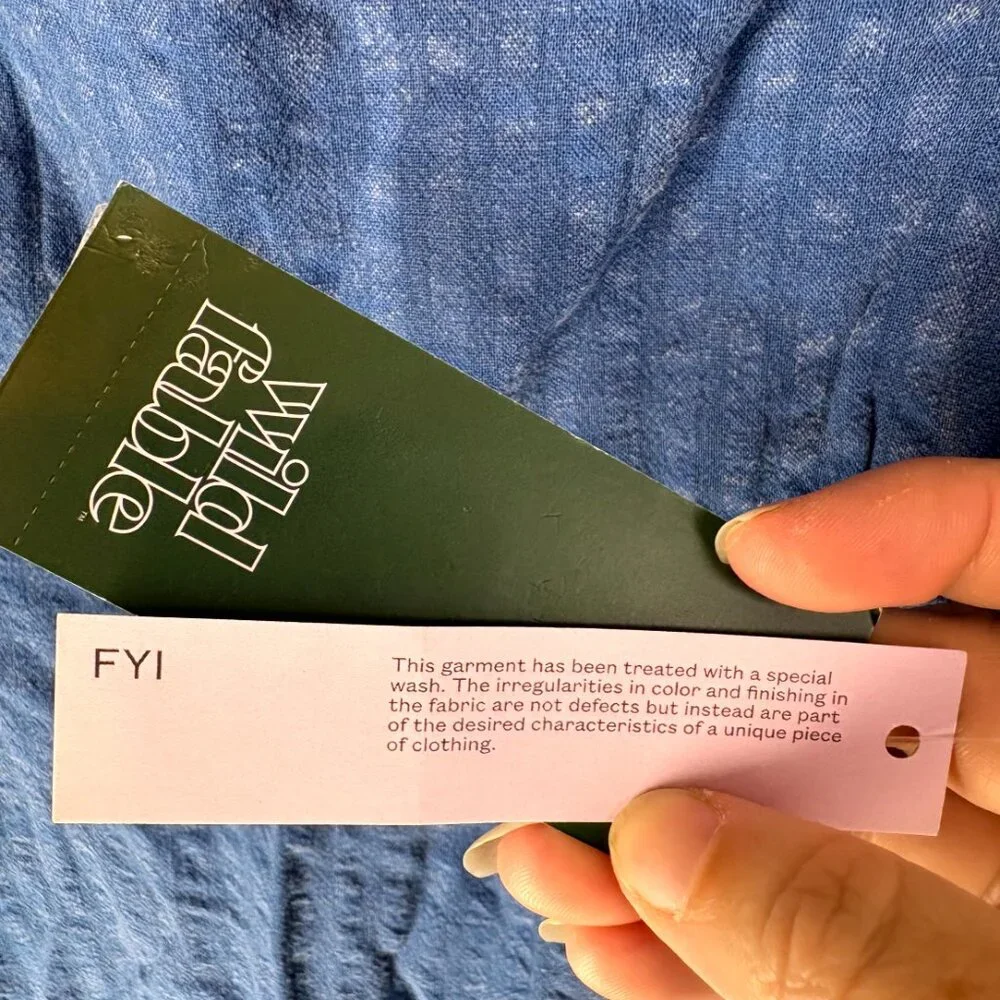 wild
fable™
FYI
This garment has been treated with a special
wash. The irregularities in color and finishing in
the fabric are not defects but instead are part
of the desired characteristics of a unique piece
of clothing.